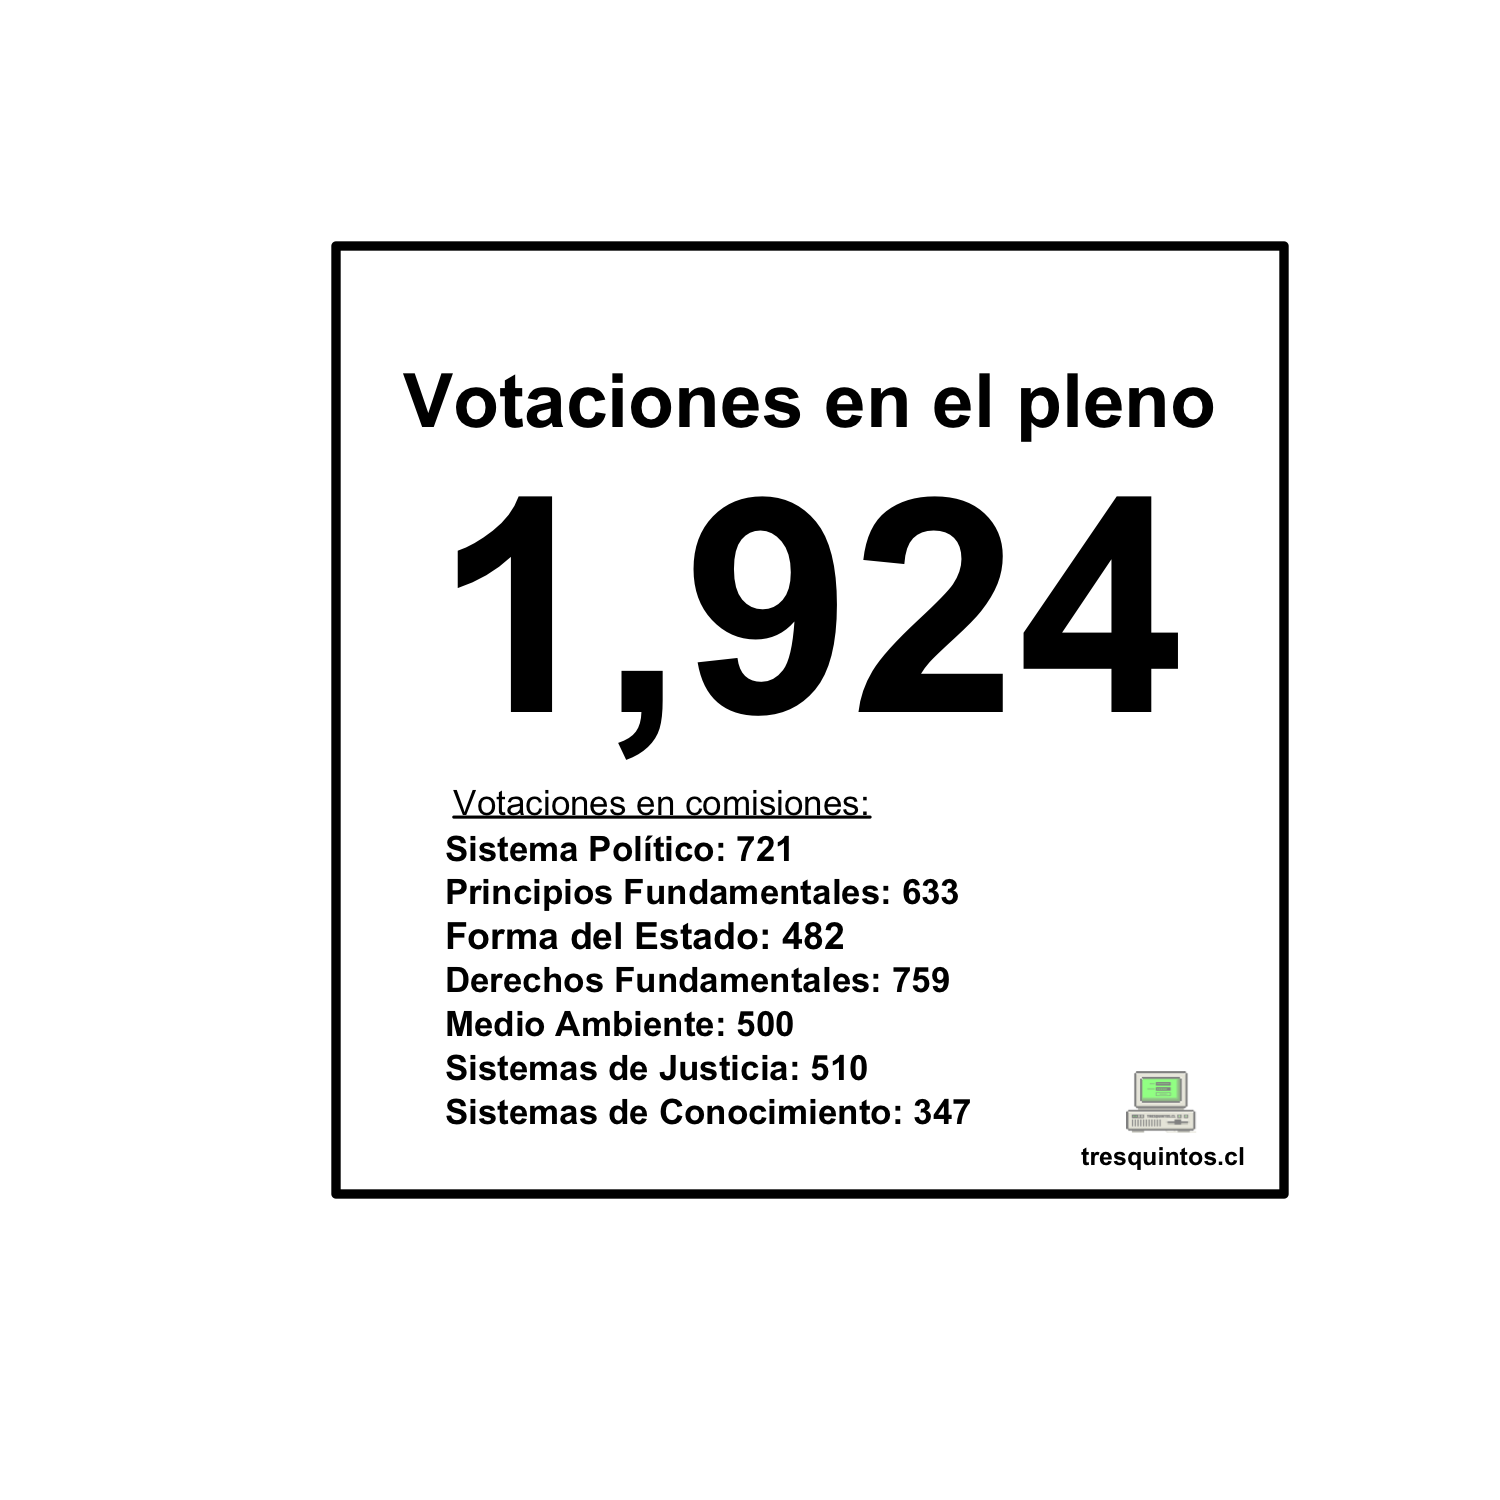 Votaciones en el pleno
1,924
Votaciones en comisiones:
Sistema Político: 721
Principios Fundamentales: 633
Forma del Estado: 482
Derechos Fundamentales: 759
Medio Ambiente: 500
Sistemas de Justicia: 510
Sistemas de Conocimiento: 347
tresquintos.cl